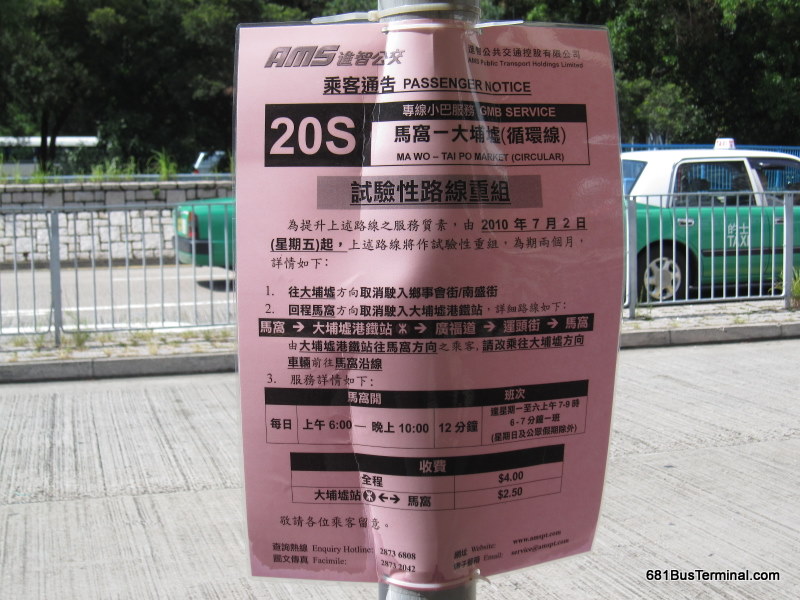 AMS 進智公交
進智公共交通控股有限公司
AMS Public Transport Holdings Limited
乘客通告 PASSENGER NOTICE
專線小巴服務 GMB SERVICE
20S
馬窩－大埔墟(循環線)
MA WO – TAI PO MARKET (CIRCULAR)
試驗性路線重組
為提升上述路線之服務質素，由 2010 年 7 月 2 日
(星期五)起，上述路線將作試驗性重組，為期兩個月，
詳情如下：
1. 往大埔墟方向取消駛入鄉事會街/南盛街
2. 回程馬窩方向取消駛入大埔墟港鐵站，詳細路線如下：
馬窩 → 大埔墟港鐵站 → 廣福道 → 運頭街 → 馬窩
由大埔墟港鐵站往馬窩方向之乘客，請改乘往大埔墟方向
車輛前往馬窩沿線
3. 服務詳情如下：
馬窩開 班次
每日 上午 6:00 — 晚上 10:00 12 分鐘
逢星期一至六上午 7-9 時
6 - 7 分鐘一班
(星期日及公眾假期除外)
收費
全程 $4.00
大埔墟站 ↔ 馬窩 $2.50
敬請各位乘客留意。
查詢熱線 Enquiry Hotline: 2873 6808
圖文傳真 Facsimile: 2873 2042
網址 Website: www.amspt.com
電子郵箱 Email: service@amspt.com
的士
TAXI
681BusTerminal.com